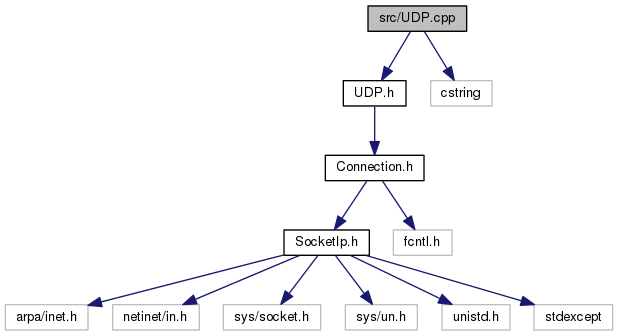 src/UDP.cpp
UDP.h
cstring
Connection.h
SocketIp.h
fcntl.h
arpa/inet.h
netinet/in.h
sys/socket.h
sys/un.h
unistd.h
stdexcept